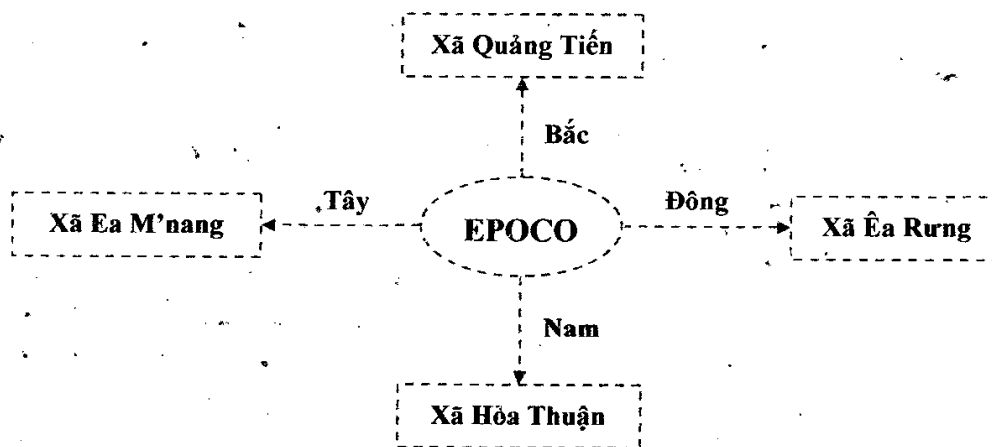 Xã Quảng Tiến
Bắc
Xã Ea M’nang
Tây
EPOCO
Đông
Xã Êa Rưng
Nam
Xã Hòa Thuận